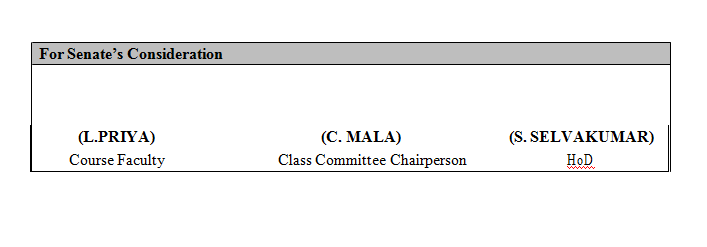 For Senate's Consideration
(L.PRIYA) (C. MALA) (S. SELVAKUMAR)
Course Faculty Class Committee Chairperson HoD